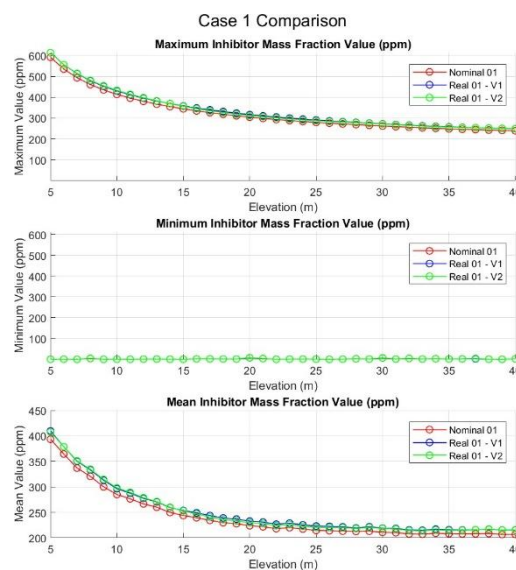 Case 1 Comparison
Maximum Inhibitor Mass Fraction Value (ppm)
Maximum Value (ppm)
600
500
400
300
200
100
Nominal 01
Real 01 - V1
Real 01 - V2
5 10 15 20 25 30 35 40
Elevation (m)
Minimum Inhibitor Mass Fraction Value (ppm)
Minimum Value (ppm)
600
500
400
300
200
100
Nominal 01
Real 01 - V1
Real 01 - V2
5 10 15 20 25 30 35 40
Elevation (m)
Mean Inhibitor Mass Fraction Value (ppm)
Mean Value (ppm)
450
400
350
300
250
200
Nominal 01
Real 01 - V1
Real 01 - V2
5 10 15 20 25 30 35 40
Elevation (m)